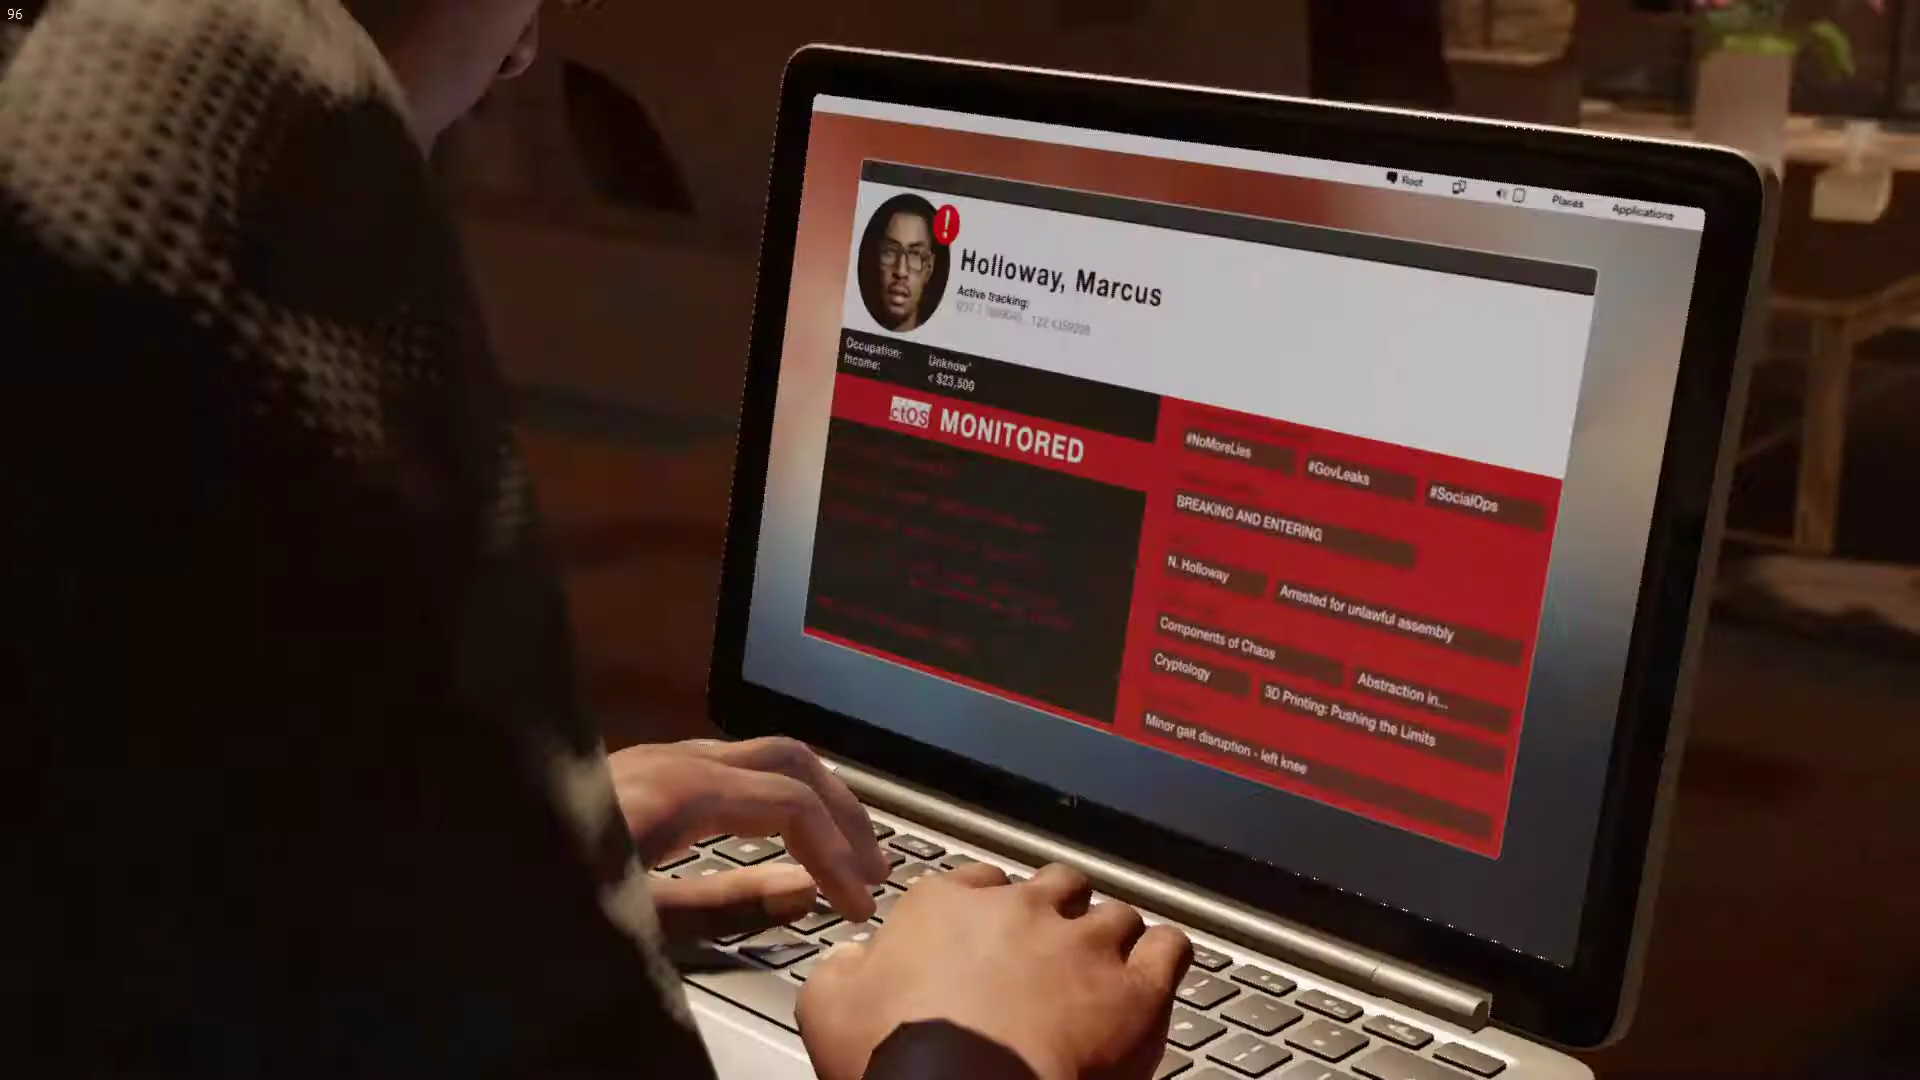 96
Root
Places
Applications
Holloway, Marcus
Active tracking:
Occupation:
Unknow
Income:
< $23,500
ctOS MONITORED
#NoMoreLies
#GovLeaks
#SocialOps
BREAKING AND ENTERING
N. Holloway
Arrested for unlawful assembly
Components of Chaos
Abstraction in...
Cryptology
3D Printing: Pushing the Limits
Minor gait disruption - left knee